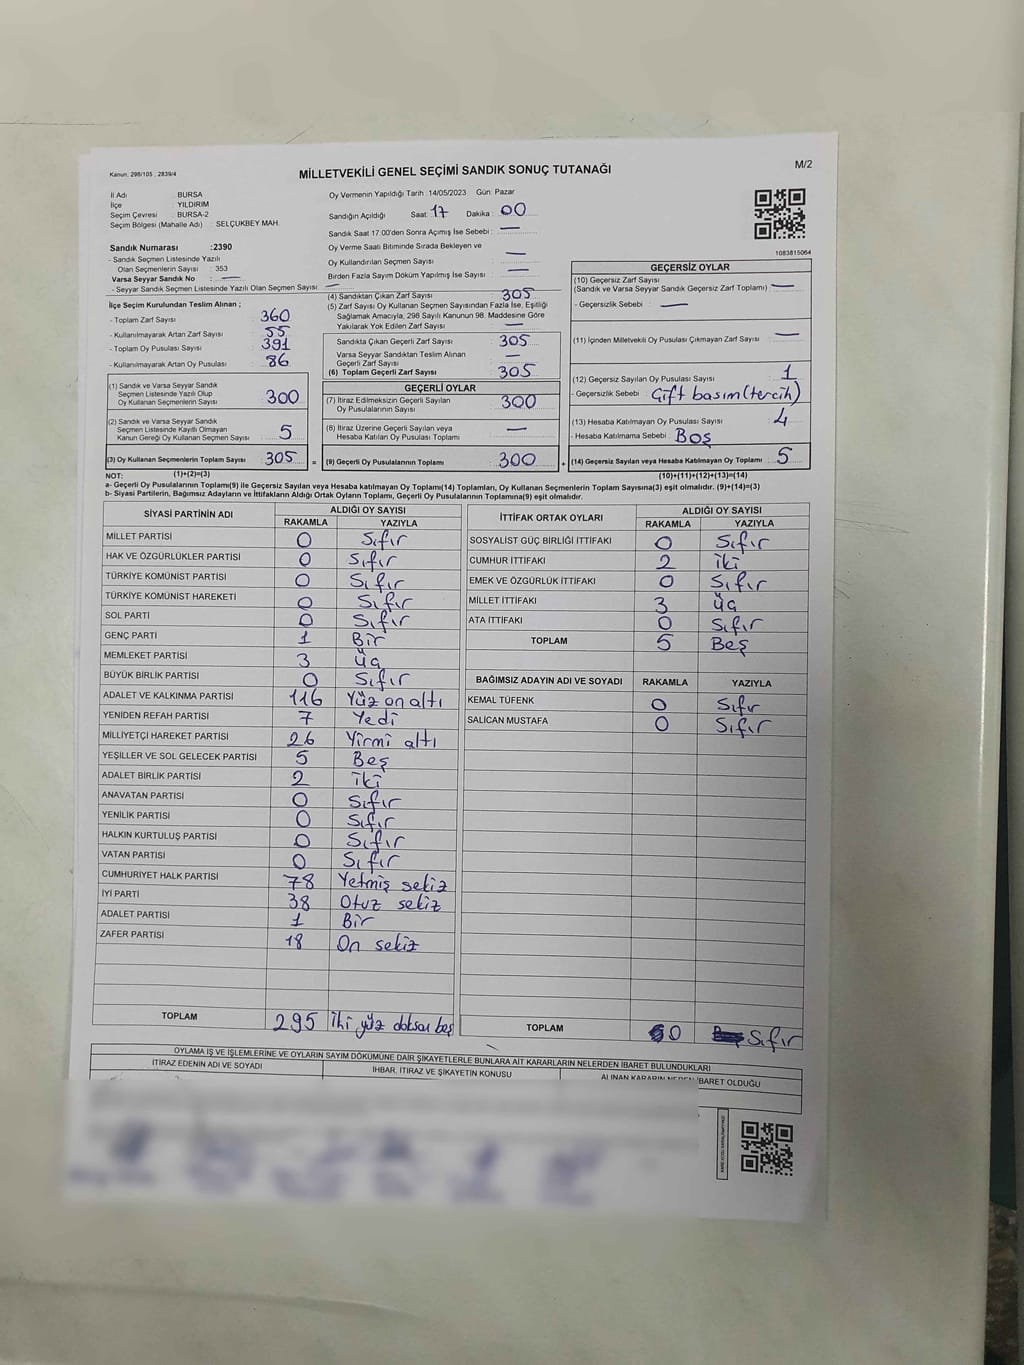 Kanun, 298/105 , 2839/4
MİLLETVEKİLİ GENEL SEÇİMİ SANDIK SONUÇ TUTANAĞI
M/2
İl Adı : BURSA
İlçe : YILDIRIM
Seçim Çevresi : BURSA-2
Seçim Bölgesi (Mahalle Adı) : SELÇUKBEY MAH.
Sandık Numarası :2390
- Sandık Seçmen Listesinde Yazılı
Olan Seçmenlerin Sayısı : 353
Varsa Seyyar Sandık No : —
- Seyyar Sandık Seçmen Listesinde Yazılı Olan Seçmen Sayısı : —
İlçe Seçim Kurulundan Teslim Alınan ;
- Toplam Zarf Sayısı : 360
- Kullanılmayarak Artan Zarf Sayısı : 55
- Toplam Oy Pusulası Sayısı : 391
- Kullanılmayarak Artan Oy Pusulası : 86
(1) Sandık ve Varsa Seyyar Sandık
Seçmen Listesinde Yazılı Olup
Oy Kullanan Seçmenlerin Sayısı : 300
(2) Sandık ve Varsa Seyyar Sandık
Seçmen Listesinde Kayıtlı Olmayan
Kanun Gereği Oy Kullanan Seçmen Sayısı : 5
(3) Oy Kullanan Seçmenlerin Toplam Sayısı : 305
Oy Vermenin Yapıldığı Tarih :14/05/2023 Gün: Pazar
Sandığın Açıldığı Saat : 17 Dakika : 00
Sandık Saat 17:00'den Sonra Açımış İse Sebebi : —
Oy Verme Saati Bitiminde Sırada Bekleyen ve
Oy Kullandırılan Seçmen Sayısı : —
Birden Fazla Sayım Döküm Yapılmış İse Sayısı : —
(4) Sandıktan Çıkan Zarf Sayısı : 305
(5) Zarf Sayısı Oy Kullanan Seçmen Sayısından Fazla İse, Eşitliği
Sağlamak Amacıyla, 298 Sayılı Kanunun 98. Maddesine Göre
Yakılarak Yok Edilen Zarf Sayısı : —
Sandıkta Çıkan Geçerli Zarf Sayısı : 305
Varsa Seyyar Sandıktan Teslim Alınan
Geçerli Zarf Sayısı : —
(6) Toplam Geçerli Zarf Sayısı : 305
GEÇERLİ OYLAR
(7) İtiraz Edilmeksizin Geçerli Sayılan
Oy Pusulalarının Sayısı : 300
(8) İtiraz Üzerine Geçerli Sayılan veya
Hesaba Katılan Oy Pusulası Toplamı : —
= (9) Geçerli Oy Pusulalarının Toplamı : 300
1083815064
GEÇERSİZ OYLAR
(10) Geçersiz Zarf Sayısı
(Sandık ve Varsa Seyyar Sandık Geçersiz Zarf Toplamı) : —
- Geçersizlik Sebebi : —
(11) İçinden Milletvekili Oy Pusulası Çıkmayan Zarf Sayısı : —
(12) Geçersiz Sayılan Oy Pusulası Sayısı : 1
- Geçersizlik Sebebi : Çift basım (tercih)
(13) Hesaba Katılmayan Oy Pusulası Sayısı : 4
- Hesaba Katılmama Sebebi : Boş
+ (14) Geçersiz Sayılan veya Hesaba Katılmayan Oy Toplamı : 5
NOT: (1)+(2)=(3) (10)+(11)+(12)+(13)=(14)
a- Geçerli Oy Pusulaları Toplamı(9) ile Geçersiz Sayılan veya Hesaba katılmayan Oy Toplamı(14) Toplamları, Oy Kullanan Seçmenlerin Toplam Sayısına(3) eşit olmalıdır. (9)+(14)=(3)
b- Siyasi Partilerin, Bağımsız Adayların ve İttifakların Aldığı Ortak Oyların Toplamı, Geçerli Oy Pusulalarının Toplamına(9) eşit olmalıdır.
SİYASİ PARTİNİN ADI ALDIĞI OY SAYISI
RAKAMLA YAZIYLA
MİLLET PARTİSİ 0 Sıfır
HAK VE ÖZGÜRLÜKLER PARTİSİ 0 Sıfır
TÜRKİYE KOMÜNİST PARTİSİ 0 Sıfır
TÜRKİYE KOMÜNİST HAREKETİ 0 Sıfır
SOL PARTİ 0 Sıfır
GENÇ PARTİ 1 Bir
MEMLEKET PARTİSİ 3 üç
BÜYÜK BİRLİK PARTİSİ 0 Sıfır
ADALET VE KALKINMA PARTİSİ 116 Yüz on altı
YENİDEN REFAH PARTİSİ 7 Yedi
MİLLİYETÇİ HAREKET PARTİSİ 26 Yirmi altı
YEŞİLLER VE SOL GELECEK PARTİSİ 5 Beş
ADALET BİRLİK PARTİSİ 2 İki
ANAVATAN PARTİSİ 0 Sıfır
YENİLİK PARTİSİ 0 Sıfır
HALKIN KURTULUŞ PARTİSİ 0 Sıfır
VATAN PARTİSİ 0 Sıfır
CUMHURİYET HALK PARTİSİ 78 Yetmiş sekiz
İYİ PARTİ 38 Otuz sekiz
ADALET PARTİSİ 1 Bir
ZAFER PARTİSİ 18 On sekiz
TOPLAM 295 İki yüz doksan beş
İTTİFAK ORTAK OYLARI ALDIĞI OY SAYISI
RAKAMLA YAZIYLA
SOSYALİST GÜÇ BİRLİĞİ İTTİFAKI 0 Sıfır
CUMHUR İTTİFAKI 2 iki
EMEK VE ÖZGÜRLÜK İTTİFAKI 0 Sıfır
MİLLET İTTİFAKI 3 üç
ATA İTTİFAKI 0 Sıfır
TOPLAM 5 Beş
BAĞIMSIZ ADAYIN ADI VE SOYADI RAKAMLA YAZIYLA
KEMAL TÜFENK 0 Sıfır
SALİCAN MUSTAFA 0 Sıfır
TOPLAM 0 Sıfır
OYLAMA İŞ VE İŞLEMLERİNE VE OYLARIN SAYIM DÖKÜMÜNE DAİR ŞİKAYETLERLE BUNLARA AİT KARARLARIN NELERDEN İBARET BULUNDUKLARI
İTİRAZ EDENİN ADI VE SOYADI İHBAR, İTİRAZ VE ŞİKAYETİN KONUSU ALINAN KARARIN NEDEN İBARET OLDUĞU